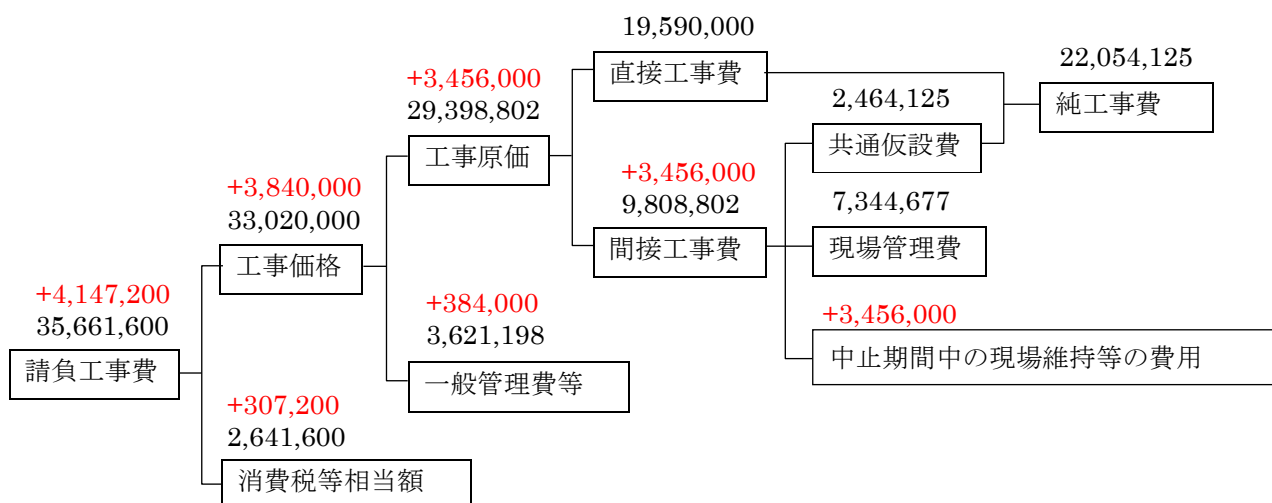 19,590,000
直接工事費
22,054,125
純工事費
+3,456,000
29,398,802
工事原価
2,464,125
共通仮設費
+3,456,000
9,808,802
間接工事費
7,344,677
現場管理費
+3,840,000
33,020,000
工事価格
+4,147,200
35,661,600
請負工事費
+384,000
3,621,198
一般管理費等
+3,456,000
中止期間中の現場維持等の費用
+307,200
2,641,600
消費税等相当額